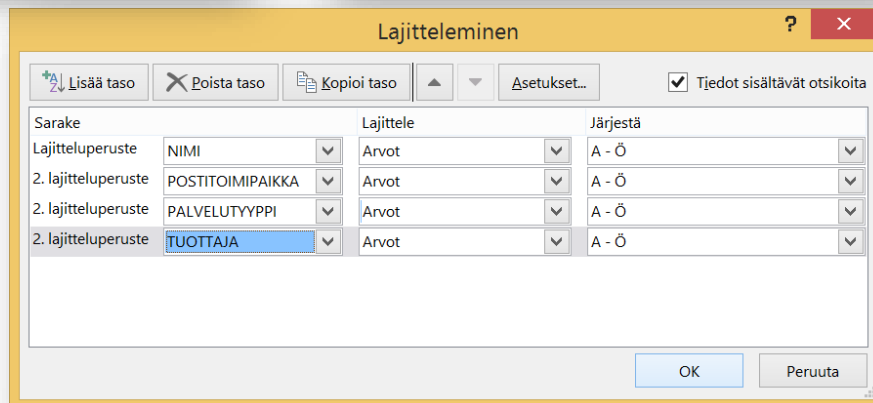 Lajitteleminen ?
Lisää taso Poista taso Kopioi taso Asetukset... Tiedot sisältävät otsikoita
Sarake Lajittele Järjestä
Lajitteluperuste NIMI Arvot A - Ö
2. lajitteluperuste POSTITOIMIPAIKKA Arvot A - Ö
2. lajitteluperuste PALVELUTYYPPI Arvot A - Ö
2. lajitteluperuste TUOTTAJA Arvot A - Ö
OK Peruuta